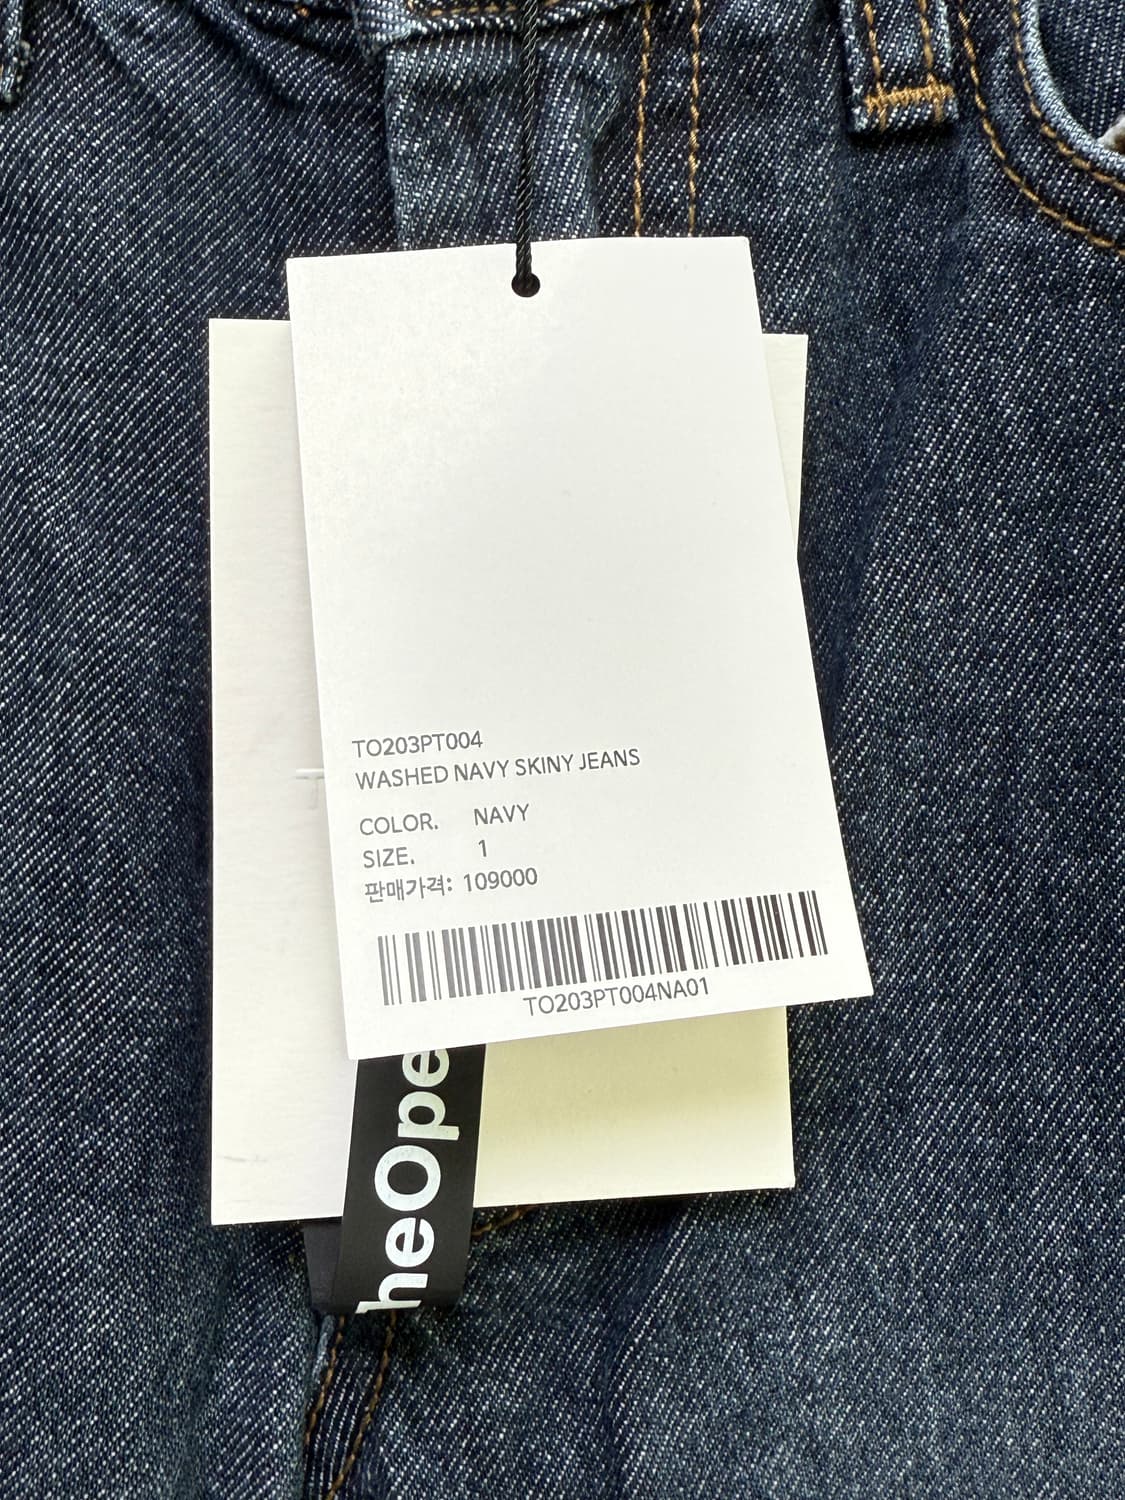 TO203PT004
WASHED NAVY SKINY JEANS
COLOR. NAVY
SIZE. 1
판매가격: 109000
TO203PT004NA01
heOpe